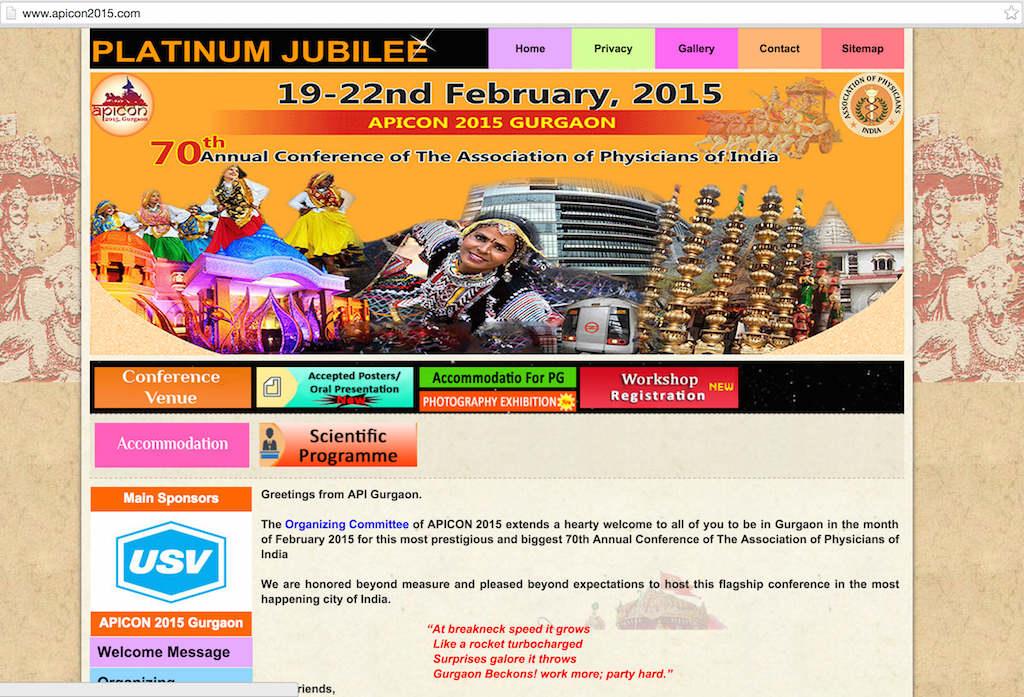 www.apicon2015.com
PLATINUM JUBILEE
Home
Privacy
Gallery
Contact
Sitemap
apicon
2015, Gurgaon
19-22nd February, 2015
APICON 2015 GURGAON
ASSOCIATION OF PHYSICIANS
INDIA
70th Annual Conference of The Association of Physicians of India
Conference
Venue
Accepted Posters/
Oral Presentation
New
Accommodatio For PG
PHOTOGRAPHY EXHIBITION
Workshop
Registration
NEW
Accommodation
Scientific
Programme
Main Sponsors
USV
APICON 2015 Gurgaon
Welcome Message
Organizing
Greetings from API Gurgaon.
The Organizing Committee of APICON 2015 extends a hearty welcome to all of you to be in Gurgaon in the month
of February 2015 for this most prestigious and biggest 70th Annual Conference of The Association of Physicians of
India
We are honored beyond measure and pleased beyond expectations to host this flagship conference in the most
happening city of India.
“At breakneck speed it grows
Like a rocket turbocharged
Surprises galore it throws
Gurgaon Beckons! work more; party hard.”
riends,